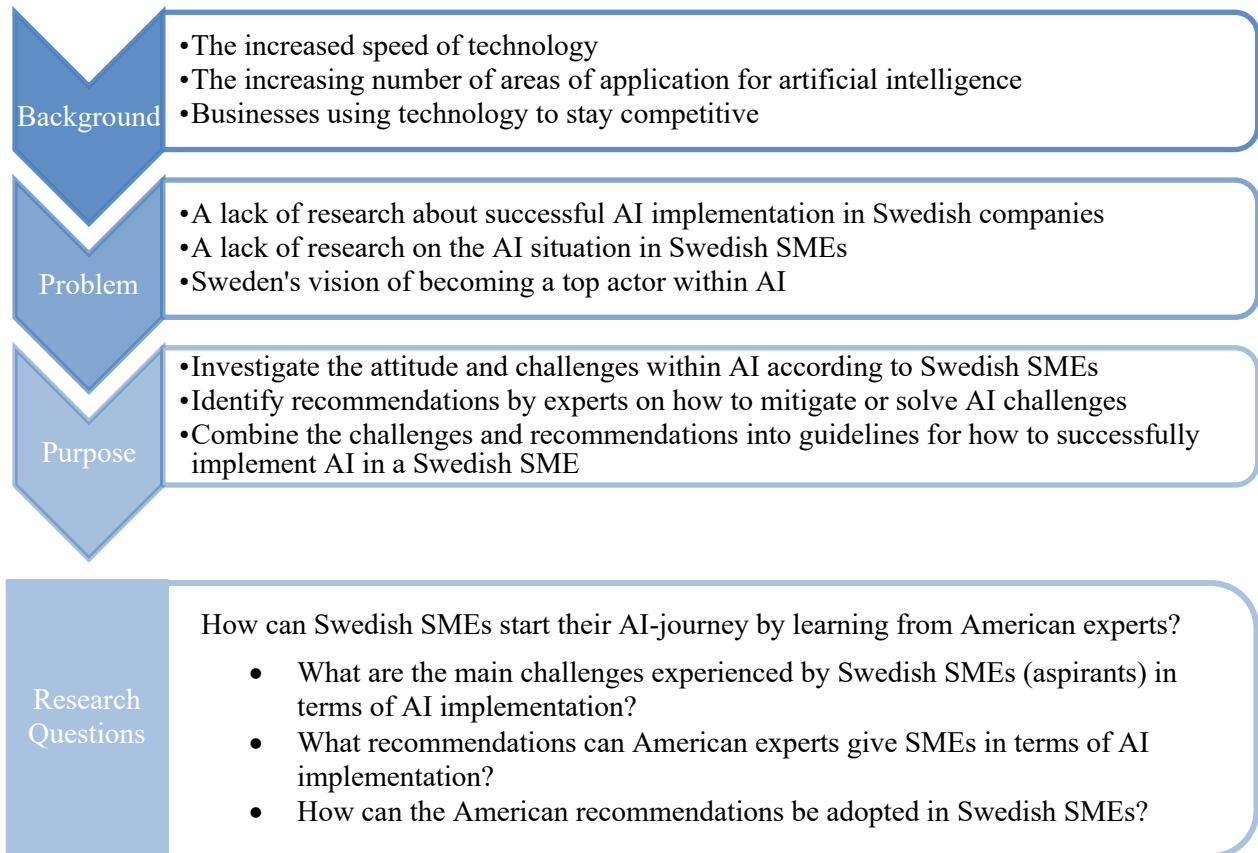 Background
•The increased speed of technology
•The increasing number of areas of application for artificial intelligence
•Businesses using technology to stay competitive
Problem
•A lack of research about successful AI implementation in Swedish companies
•A lack of research on the AI situation in Swedish SMEs
•Sweden's vision of becoming a top actor within AI
Purpose
•Investigate the attitude and challenges within AI according to Swedish SMEs
•Identify recommendations by experts on how to mitigate or solve AI challenges
•Combine the challenges and recommendations into guidelines for how to successfully
implement AI in a Swedish SME
Research
Questions
How can Swedish SMEs start their AI-journey by learning from American experts?
• What are the main challenges experienced by Swedish SMEs (aspirants) in
terms of AI implementation?
• What recommendations can American experts give SMEs in terms of AI
implementation?
• How can the American recommendations be adopted in Swedish SMEs?